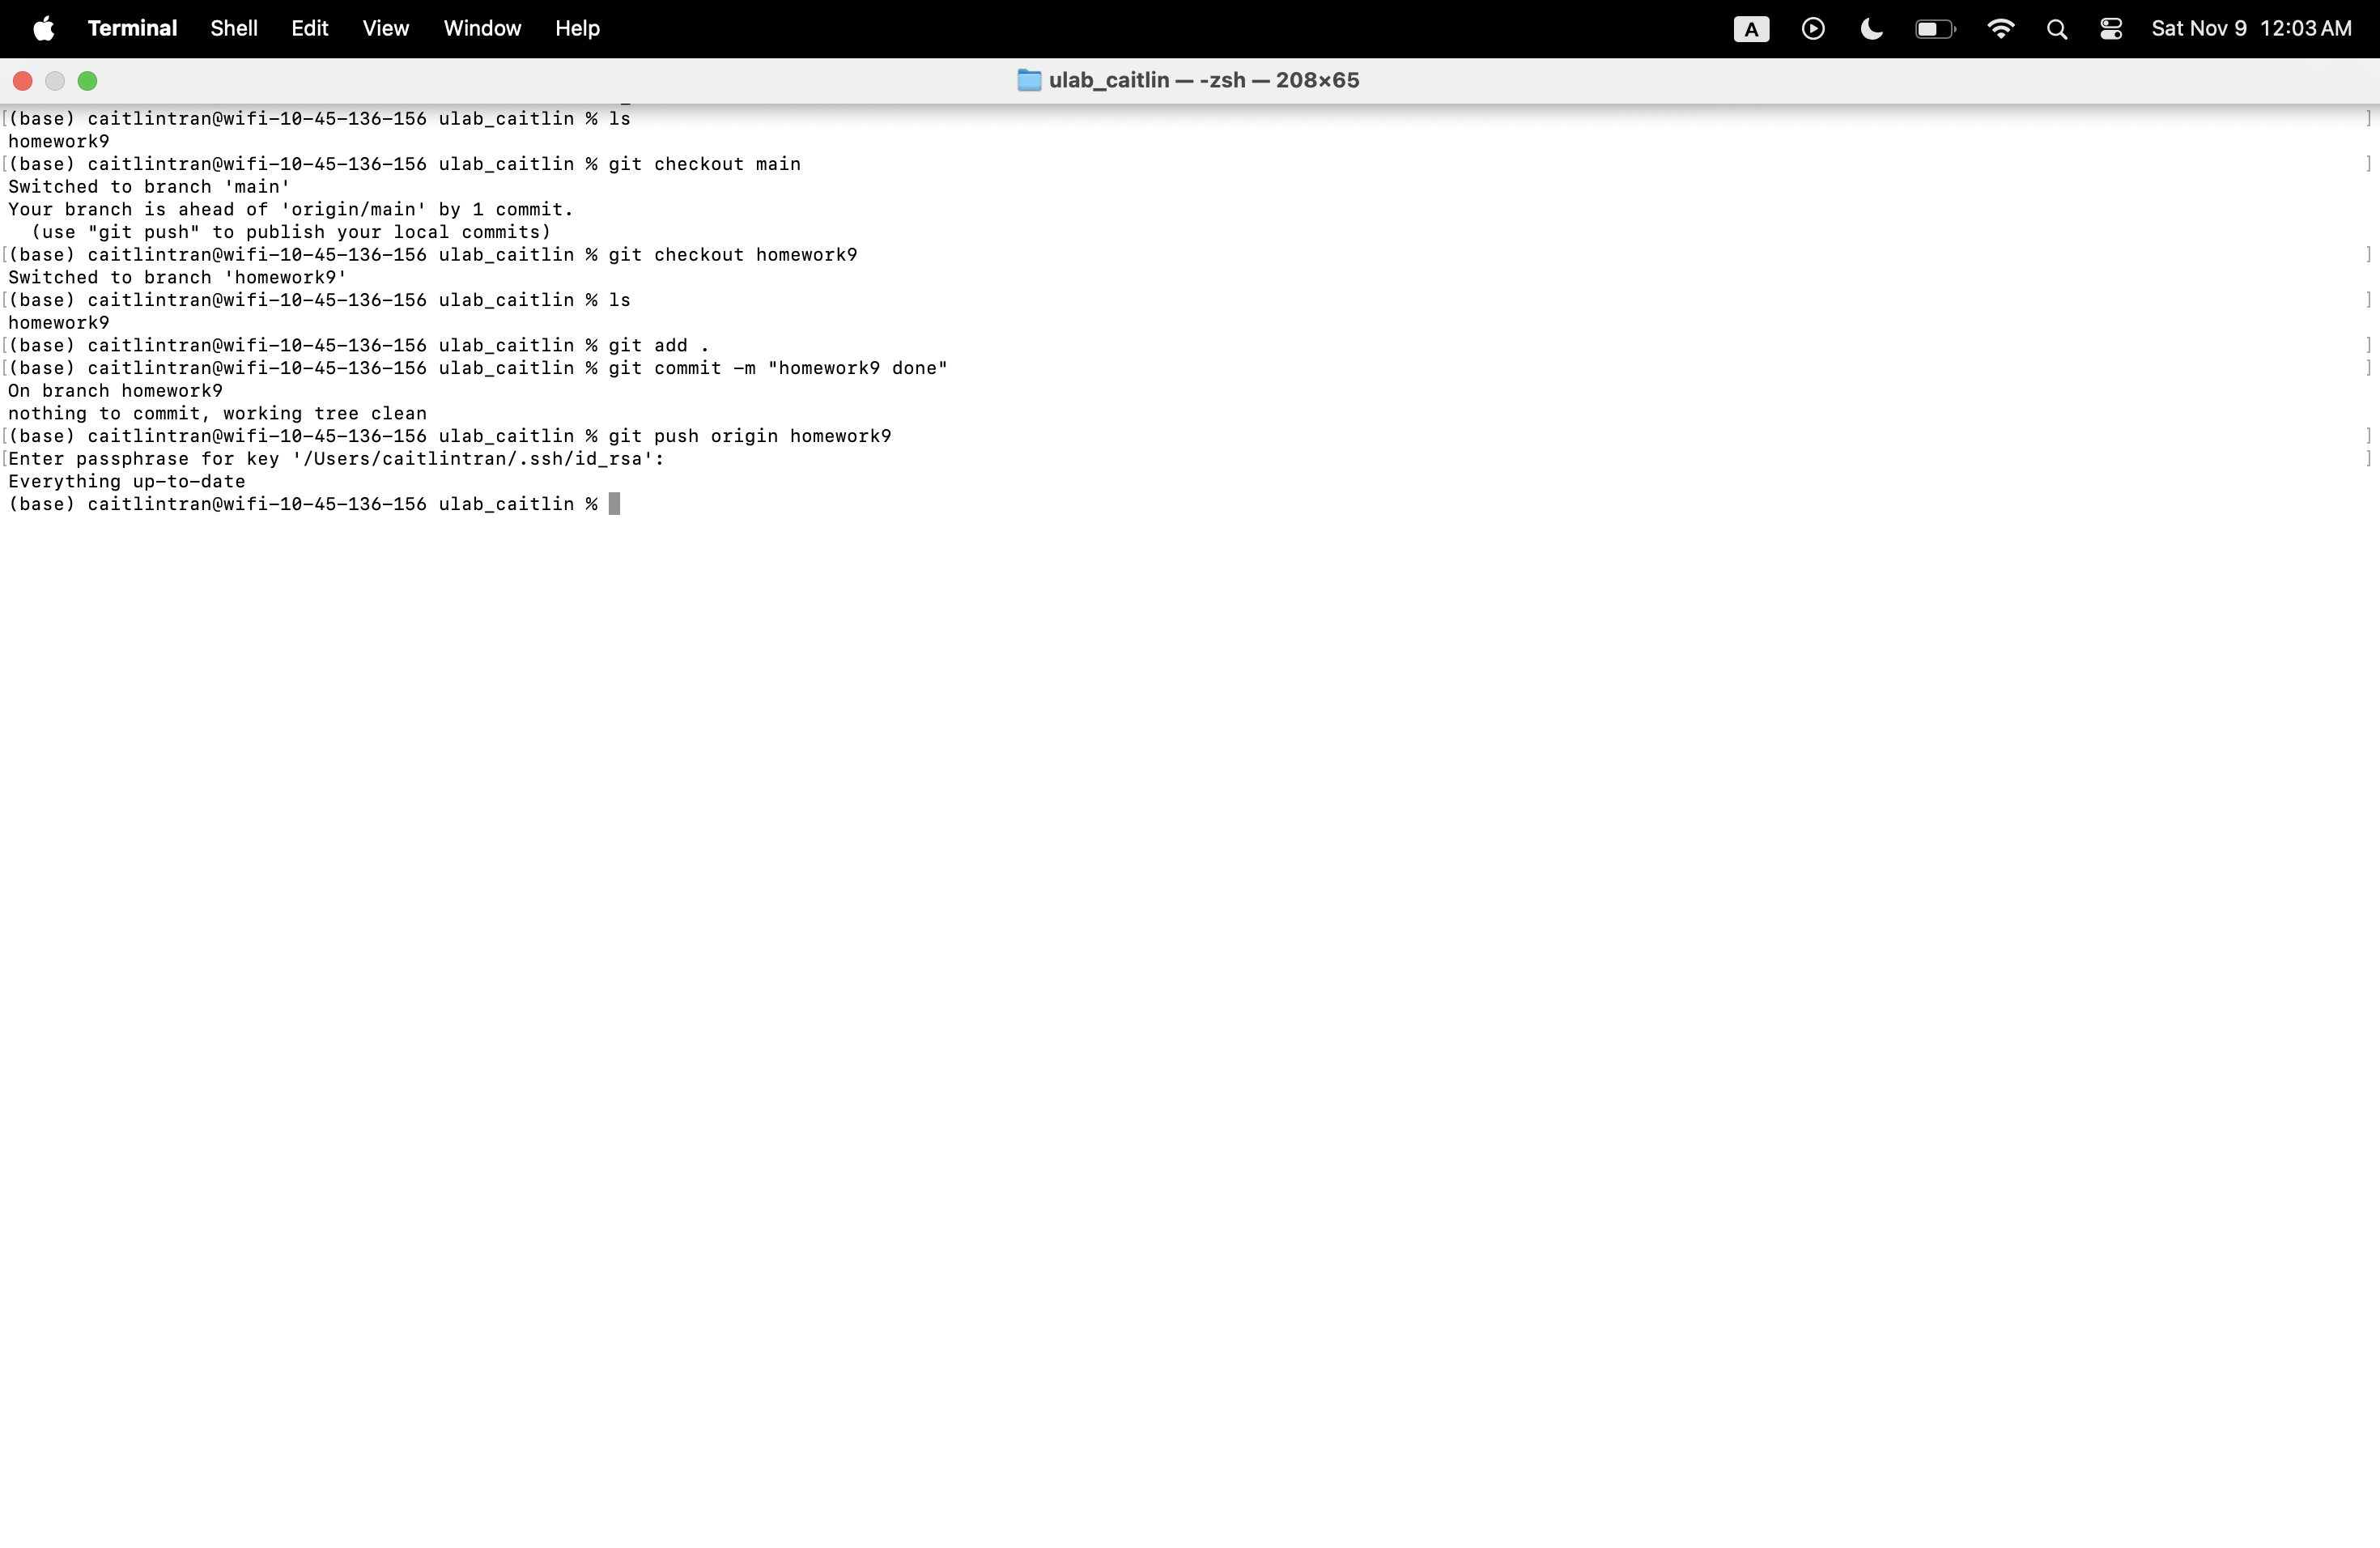 Terminal Shell Edit View Window Help A Sat Nov 9 12:03 AM
ulab_caitlin — -zsh — 208×65
[(base) caitlintran@wifi-10-45-136-156 ulab_caitlin % ls ]
homework9
[(base) caitlintran@wifi-10-45-136-156 ulab_caitlin % git checkout main ]
Switched to branch 'main'
Your branch is ahead of 'origin/main' by 1 commit.
  (use "git push" to publish your local commits)
[(base) caitlintran@wifi-10-45-136-156 ulab_caitlin % git checkout homework9 ]
Switched to branch 'homework9'
[(base) caitlintran@wifi-10-45-136-156 ulab_caitlin % ls ]
homework9
[(base) caitlintran@wifi-10-45-136-156 ulab_caitlin % git add . ]
[(base) caitlintran@wifi-10-45-136-156 ulab_caitlin % git commit -m "homework9 done" ]
On branch homework9
nothing to commit, working tree clean
[(base) caitlintran@wifi-10-45-136-156 ulab_caitlin % git push origin homework9 ]
[Enter passphrase for key '/Users/caitlintran/.ssh/id_rsa': ]
Everything up-to-date
(base) caitlintran@wifi-10-45-136-156 ulab_caitlin %